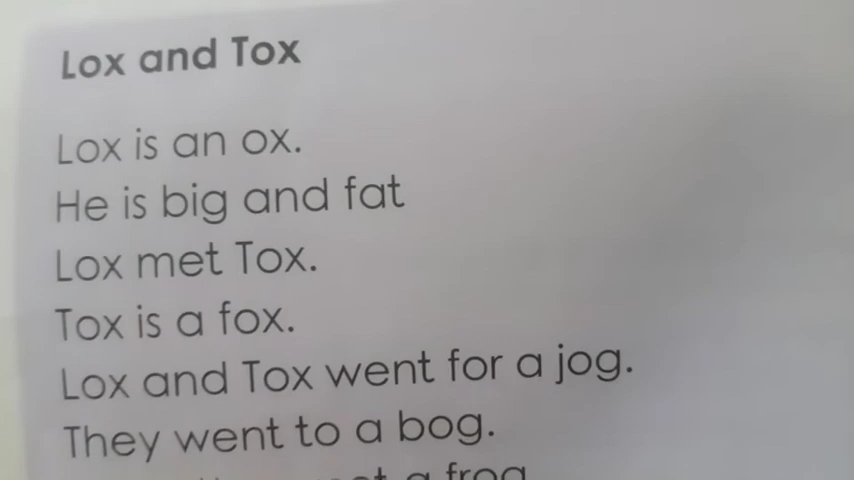 Lox and Tox
Lox is an ox.
He is big and fat
Lox met Tox.
Tox is a fox.
Lox and Tox went for a jog.
They went to a bog.
a frog